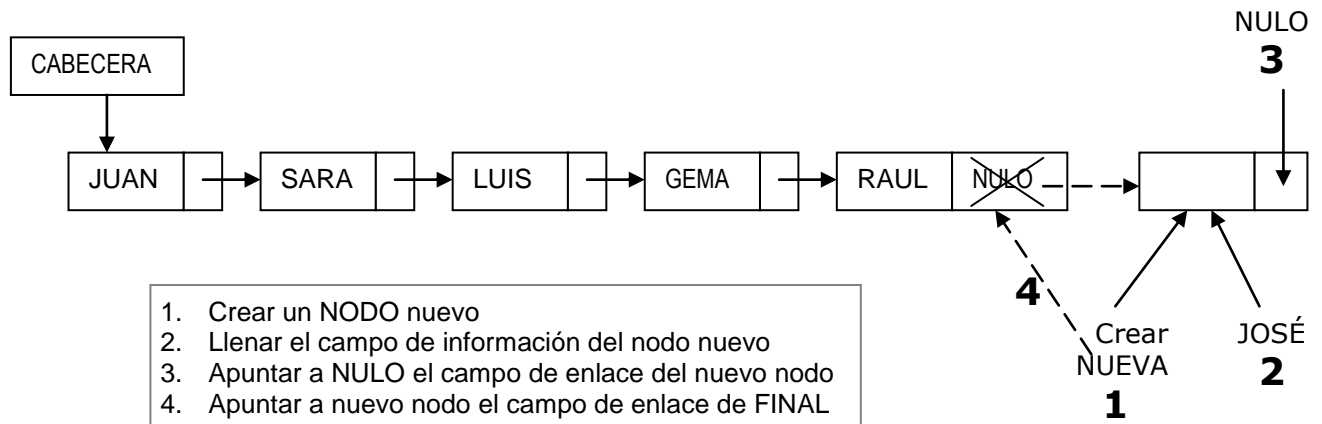 NULO
3
CABECERA
JUAN SARA LUIS GEMA RAUL NULO
4
Crear
NUEVA
1
JOSÉ
2
1. Crear un NODO nuevo
2. Llenar el campo de información del nodo nuevo
3. Apuntar a NULO el campo de enlace del nuevo nodo
4. Apuntar a nuevo nodo el campo de enlace de FINAL